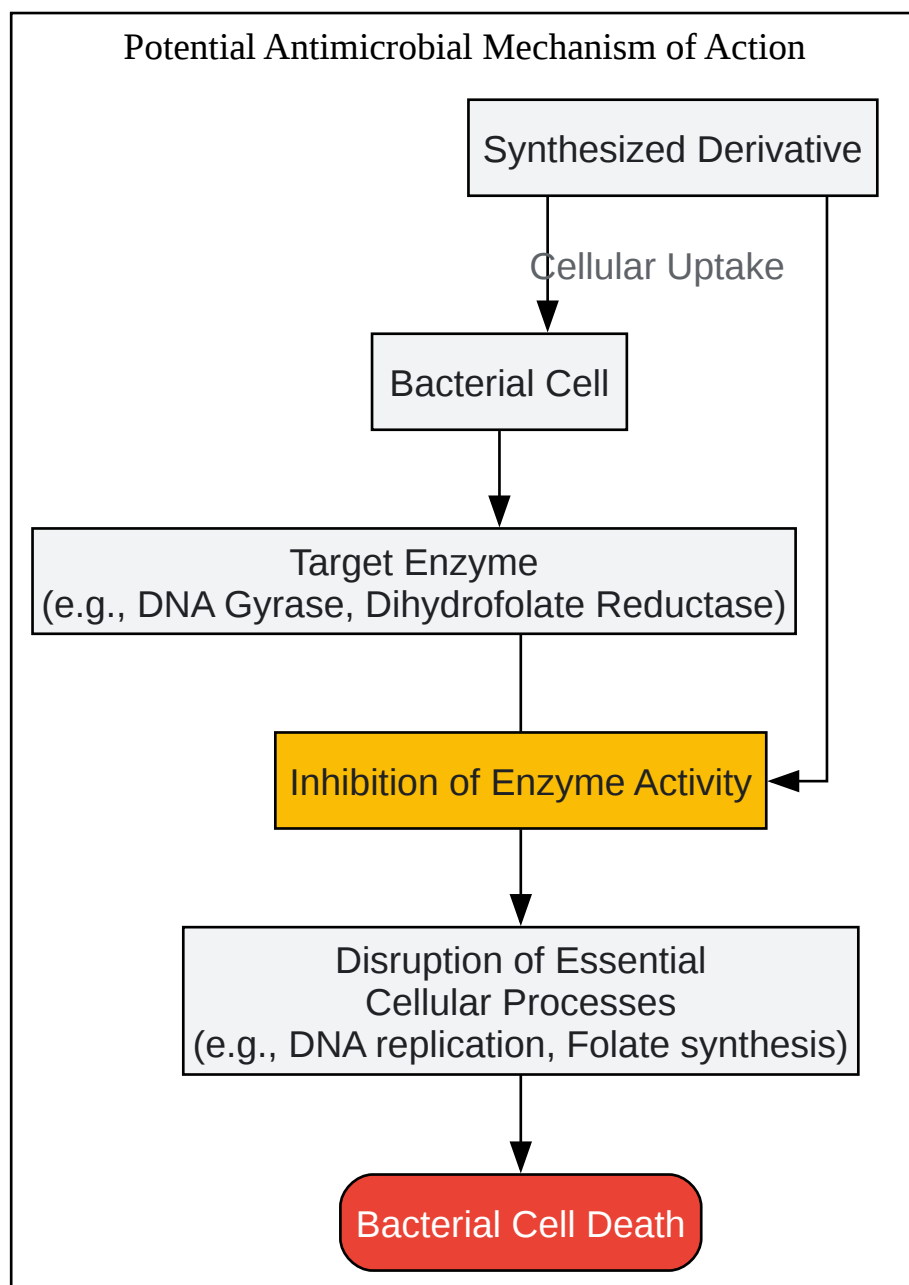 Potential Antimicrobial Mechanism of Action
Synthesized Derivative
Cellular Uptake
Bacterial Cell
Target Enzyme
(e.g., DNA Gyrase, Dihydrofolate Reductase)
Inhibition of Enzyme Activity
Disruption of Essential
Cellular Processes
(e.g., DNA replication, Folate synthesis)
Bacterial Cell Death